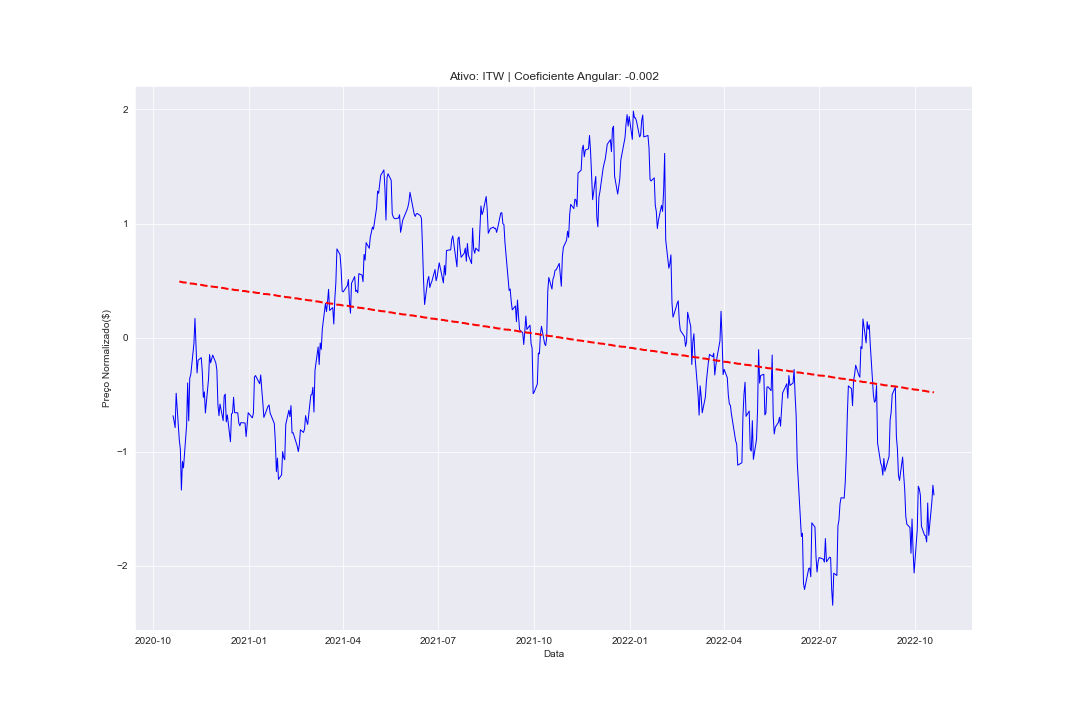 Ativo: ITW | Coeficiente Angular: -0.002
Preço Normalizado($)
2
1
0
−1
−2
2020-10 2021-01 2021-04 2021-07 2021-10 2022-01 2022-04 2022-07 2022-10
Data